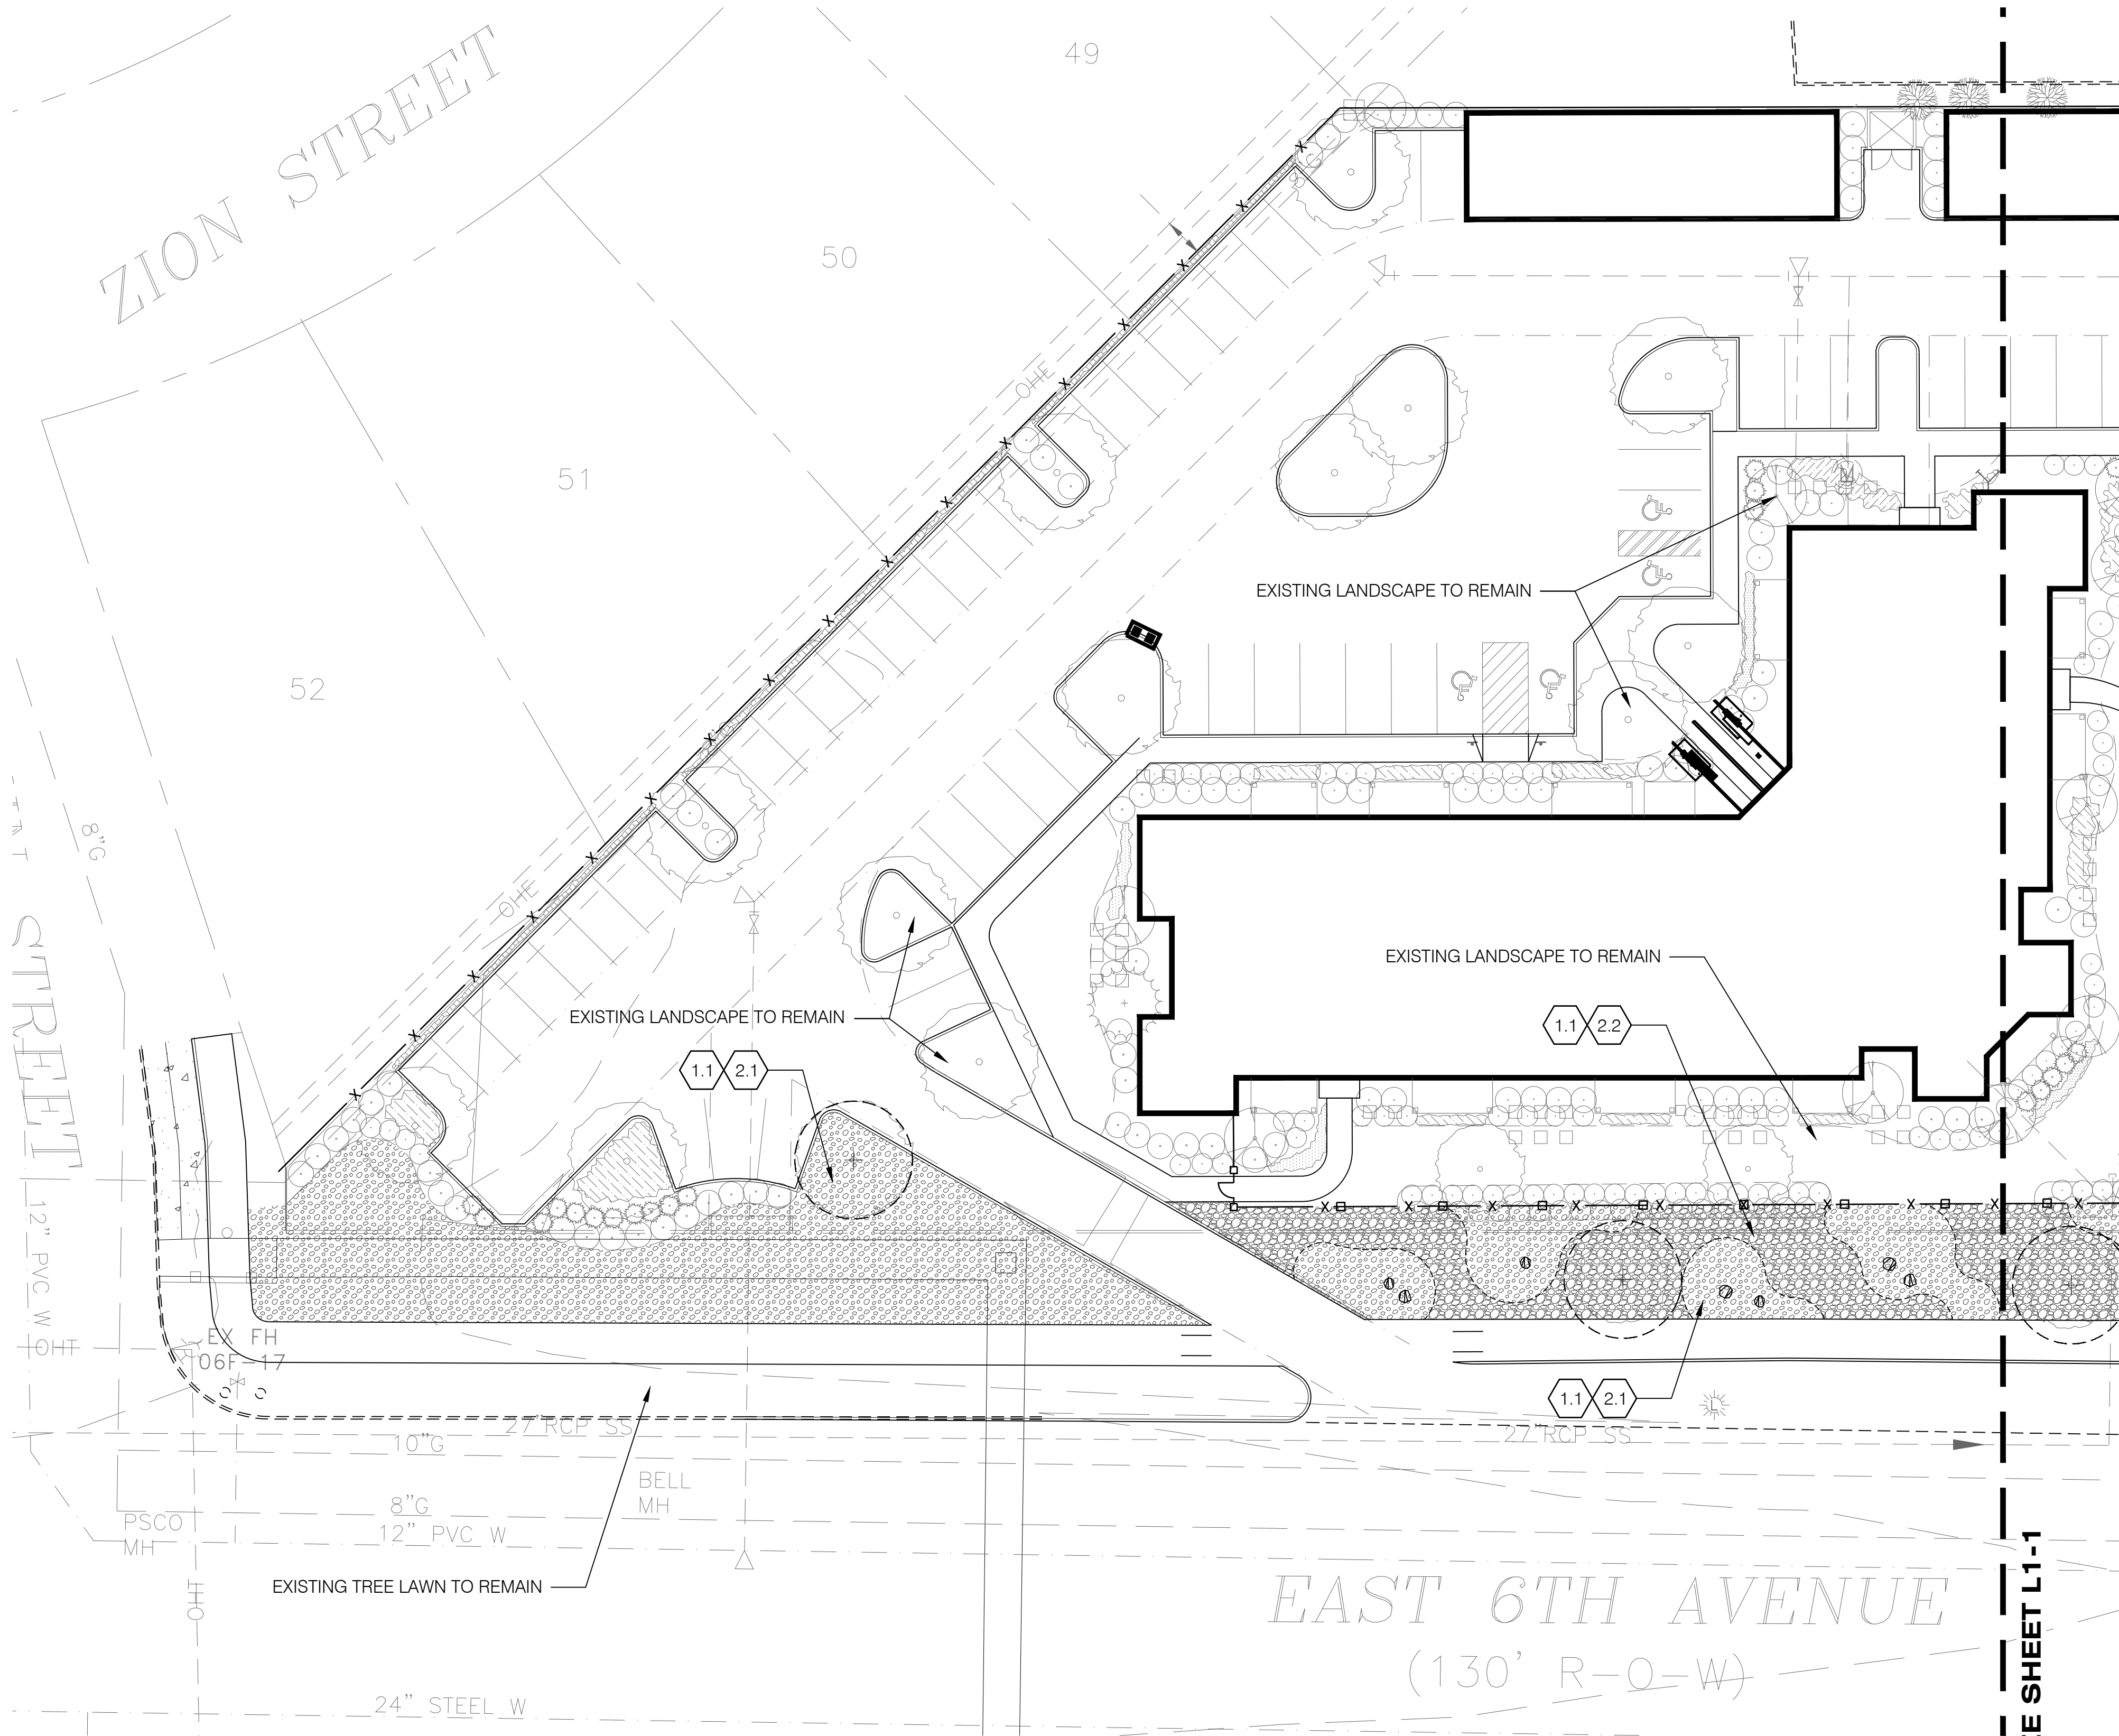 ZION STREET
49
50
51
52
OHE
OHE
EXISTING LANDSCAPE TO REMAIN
EXISTING LANDSCAPE TO REMAIN
EXISTING LANDSCAPE TO REMAIN
1.1 2.1
1.1 2.2
1.1 2.1
8"G
STREET
12" PVC W
OHT
EX FH
06F-17
27"RCP SS
10"G
27"RCP SS
BELL
MH
8"G
12" PVC W
PSCO
MH
OHT
EXISTING TREE LAWN TO REMAIN
EAST 6TH AVENUE
(130' R-O-W)
24" STEEL W
M
L
SHEET L1-1